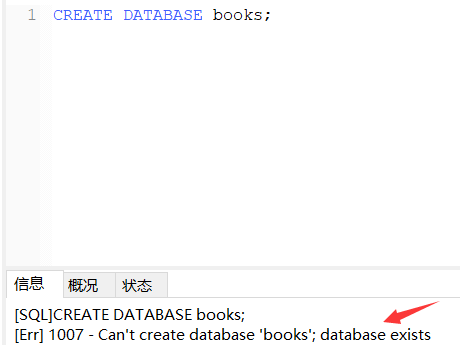 1 CREATE DATABASE books;
信息 概况 状态
[SQL]CREATE DATABASE books;
[Err] 1007 - Can't create database 'books'; database exists